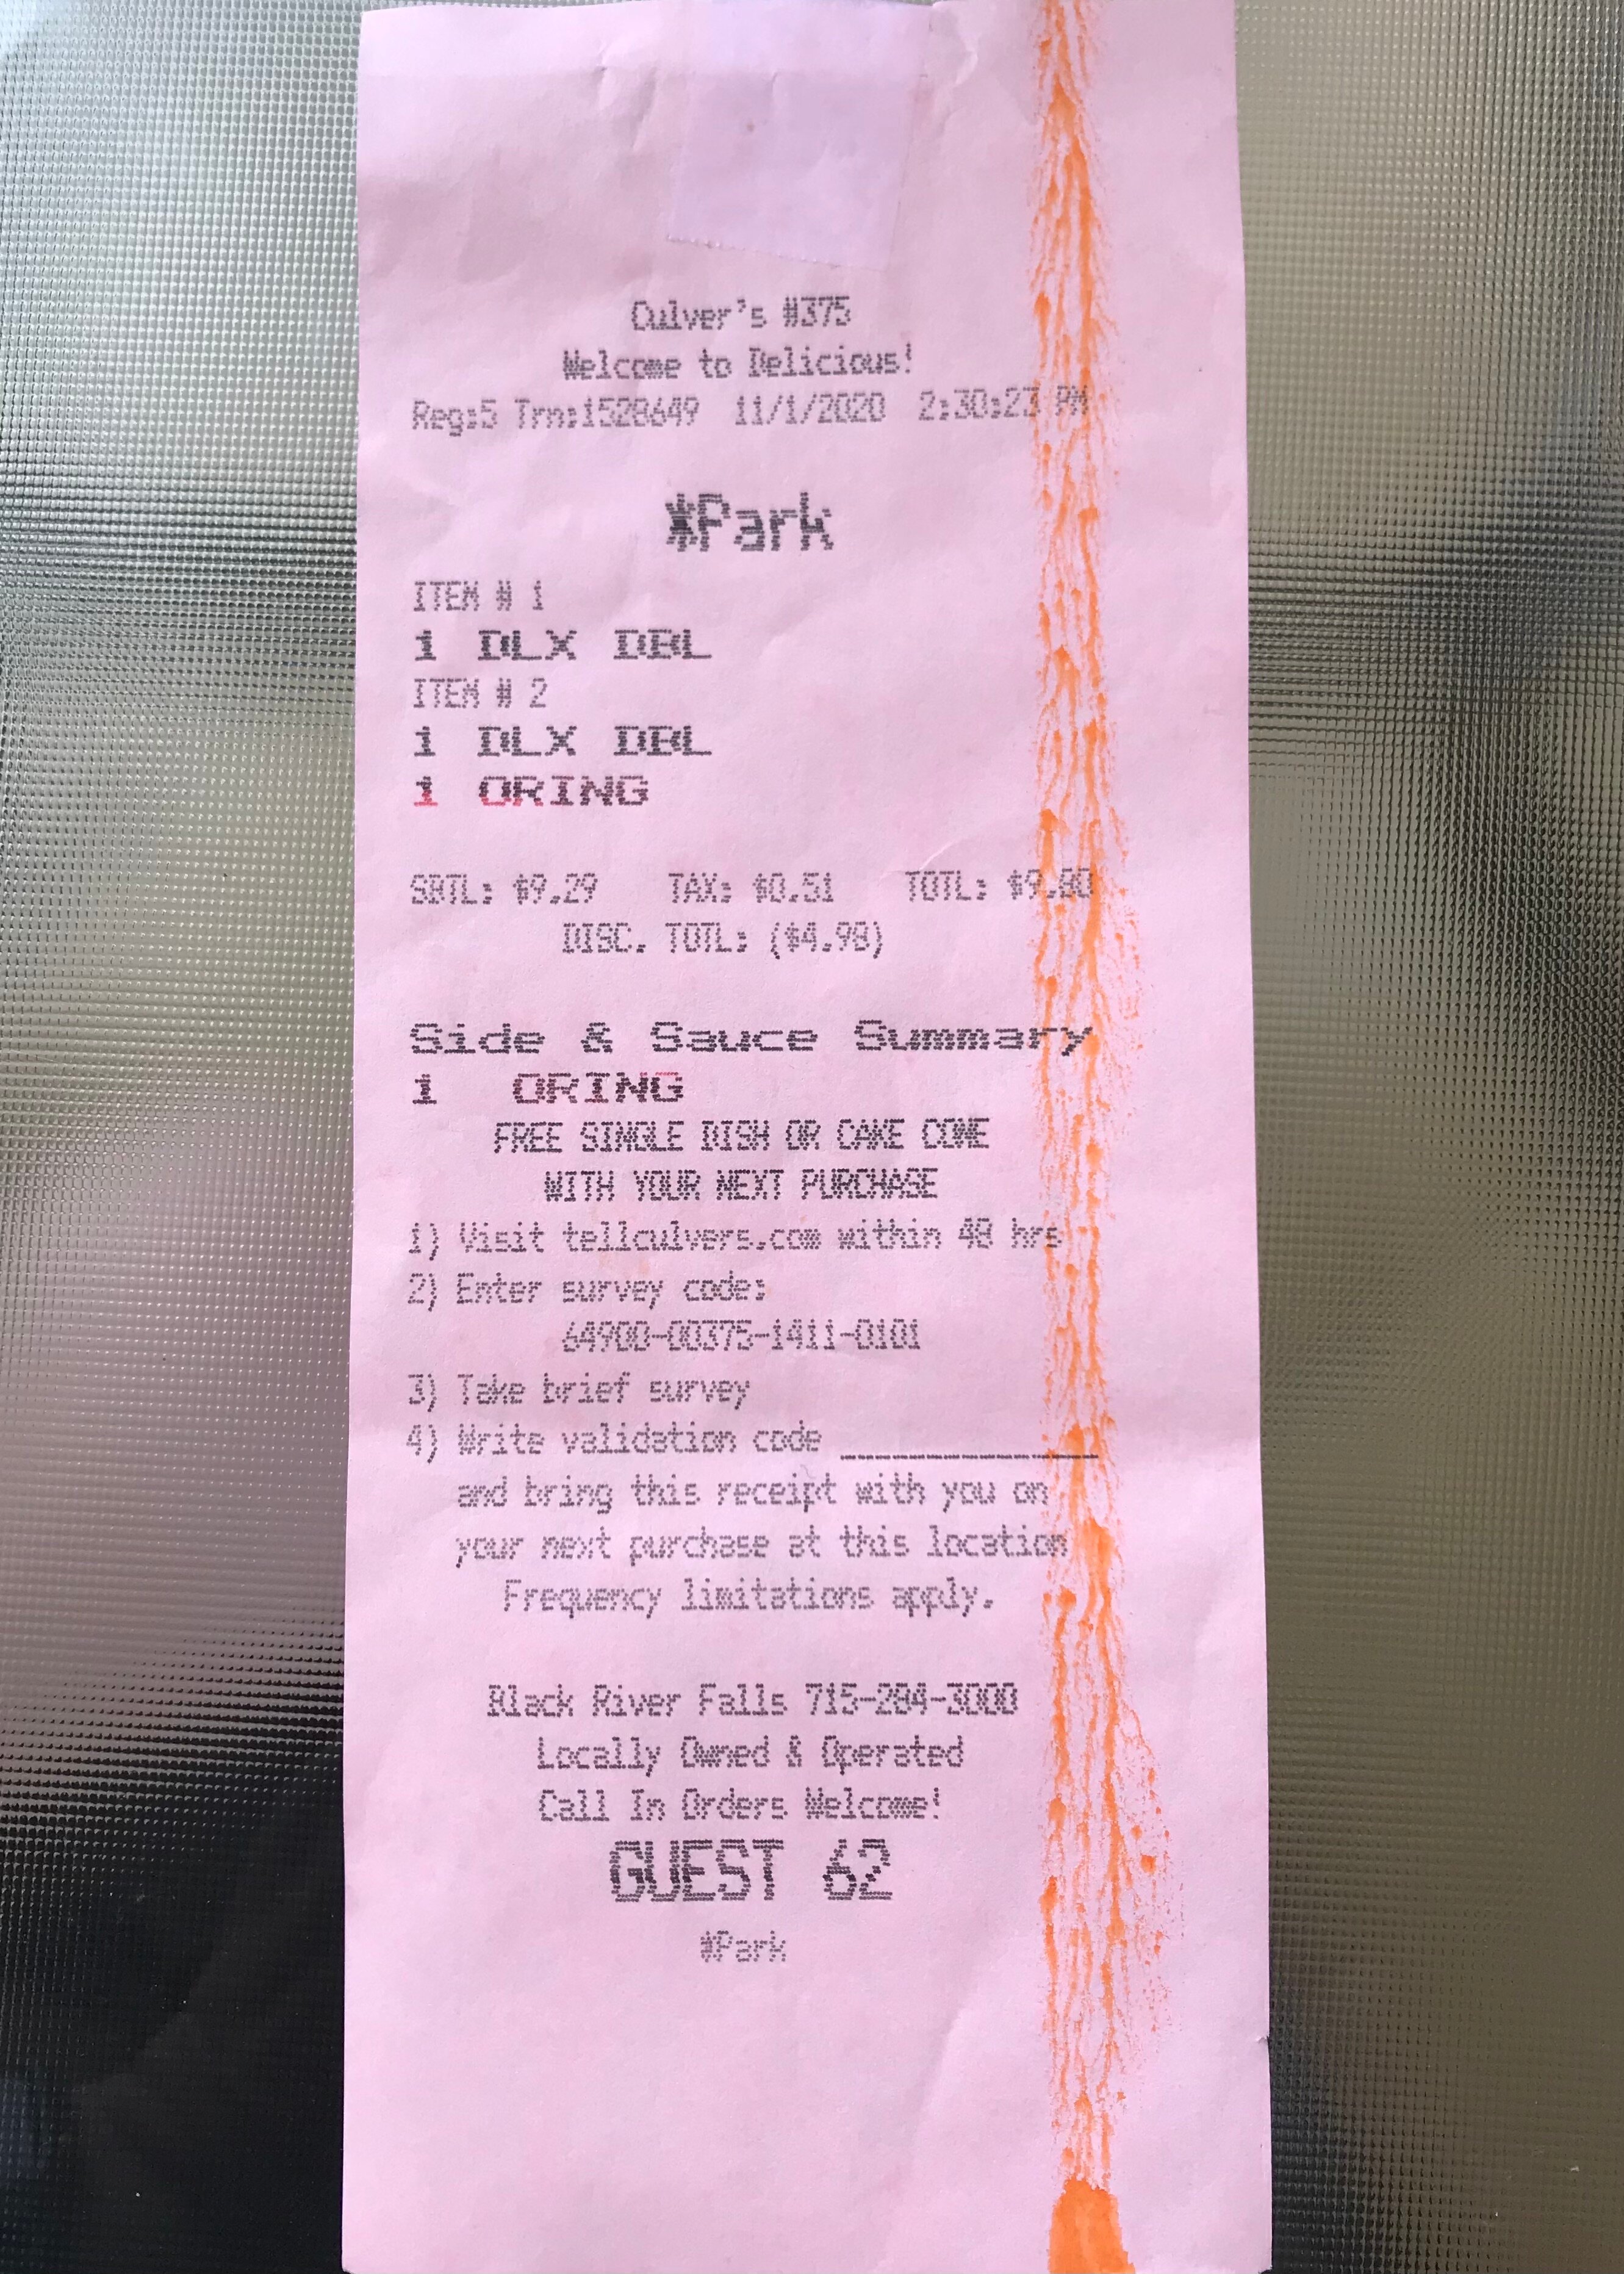 Culver's #375
Welcome to Delicious!
Reg:5 Trn:1528649 11/1/2020 2:30:23 PM
*Park
ITEM # 1
1 DLX DBL
ITEM # 2
1 DLX DBL
1 ORING
SBTL: $9.29 TAX: $0.51 TOTL: $9.80
DISC. TOTL: ($4.98)
Side & Sauce Summary
1 ORING
FREE SINGLE DISH OR CAKE CONE
WITH YOUR NEXT PURCHASE
1) Visit tellculvers.com within 48 hrs
2) Enter survey code:
64900-00375-1411-0101
3) Take brief survey
4) Write validation code ____________
and bring this receipt with you on
your next purchase at this location
Frequency limitations apply.
Black River Falls 715-284-3000
Locally Owned & Operated
Call In Orders Welcome!
GUEST 62
*Park